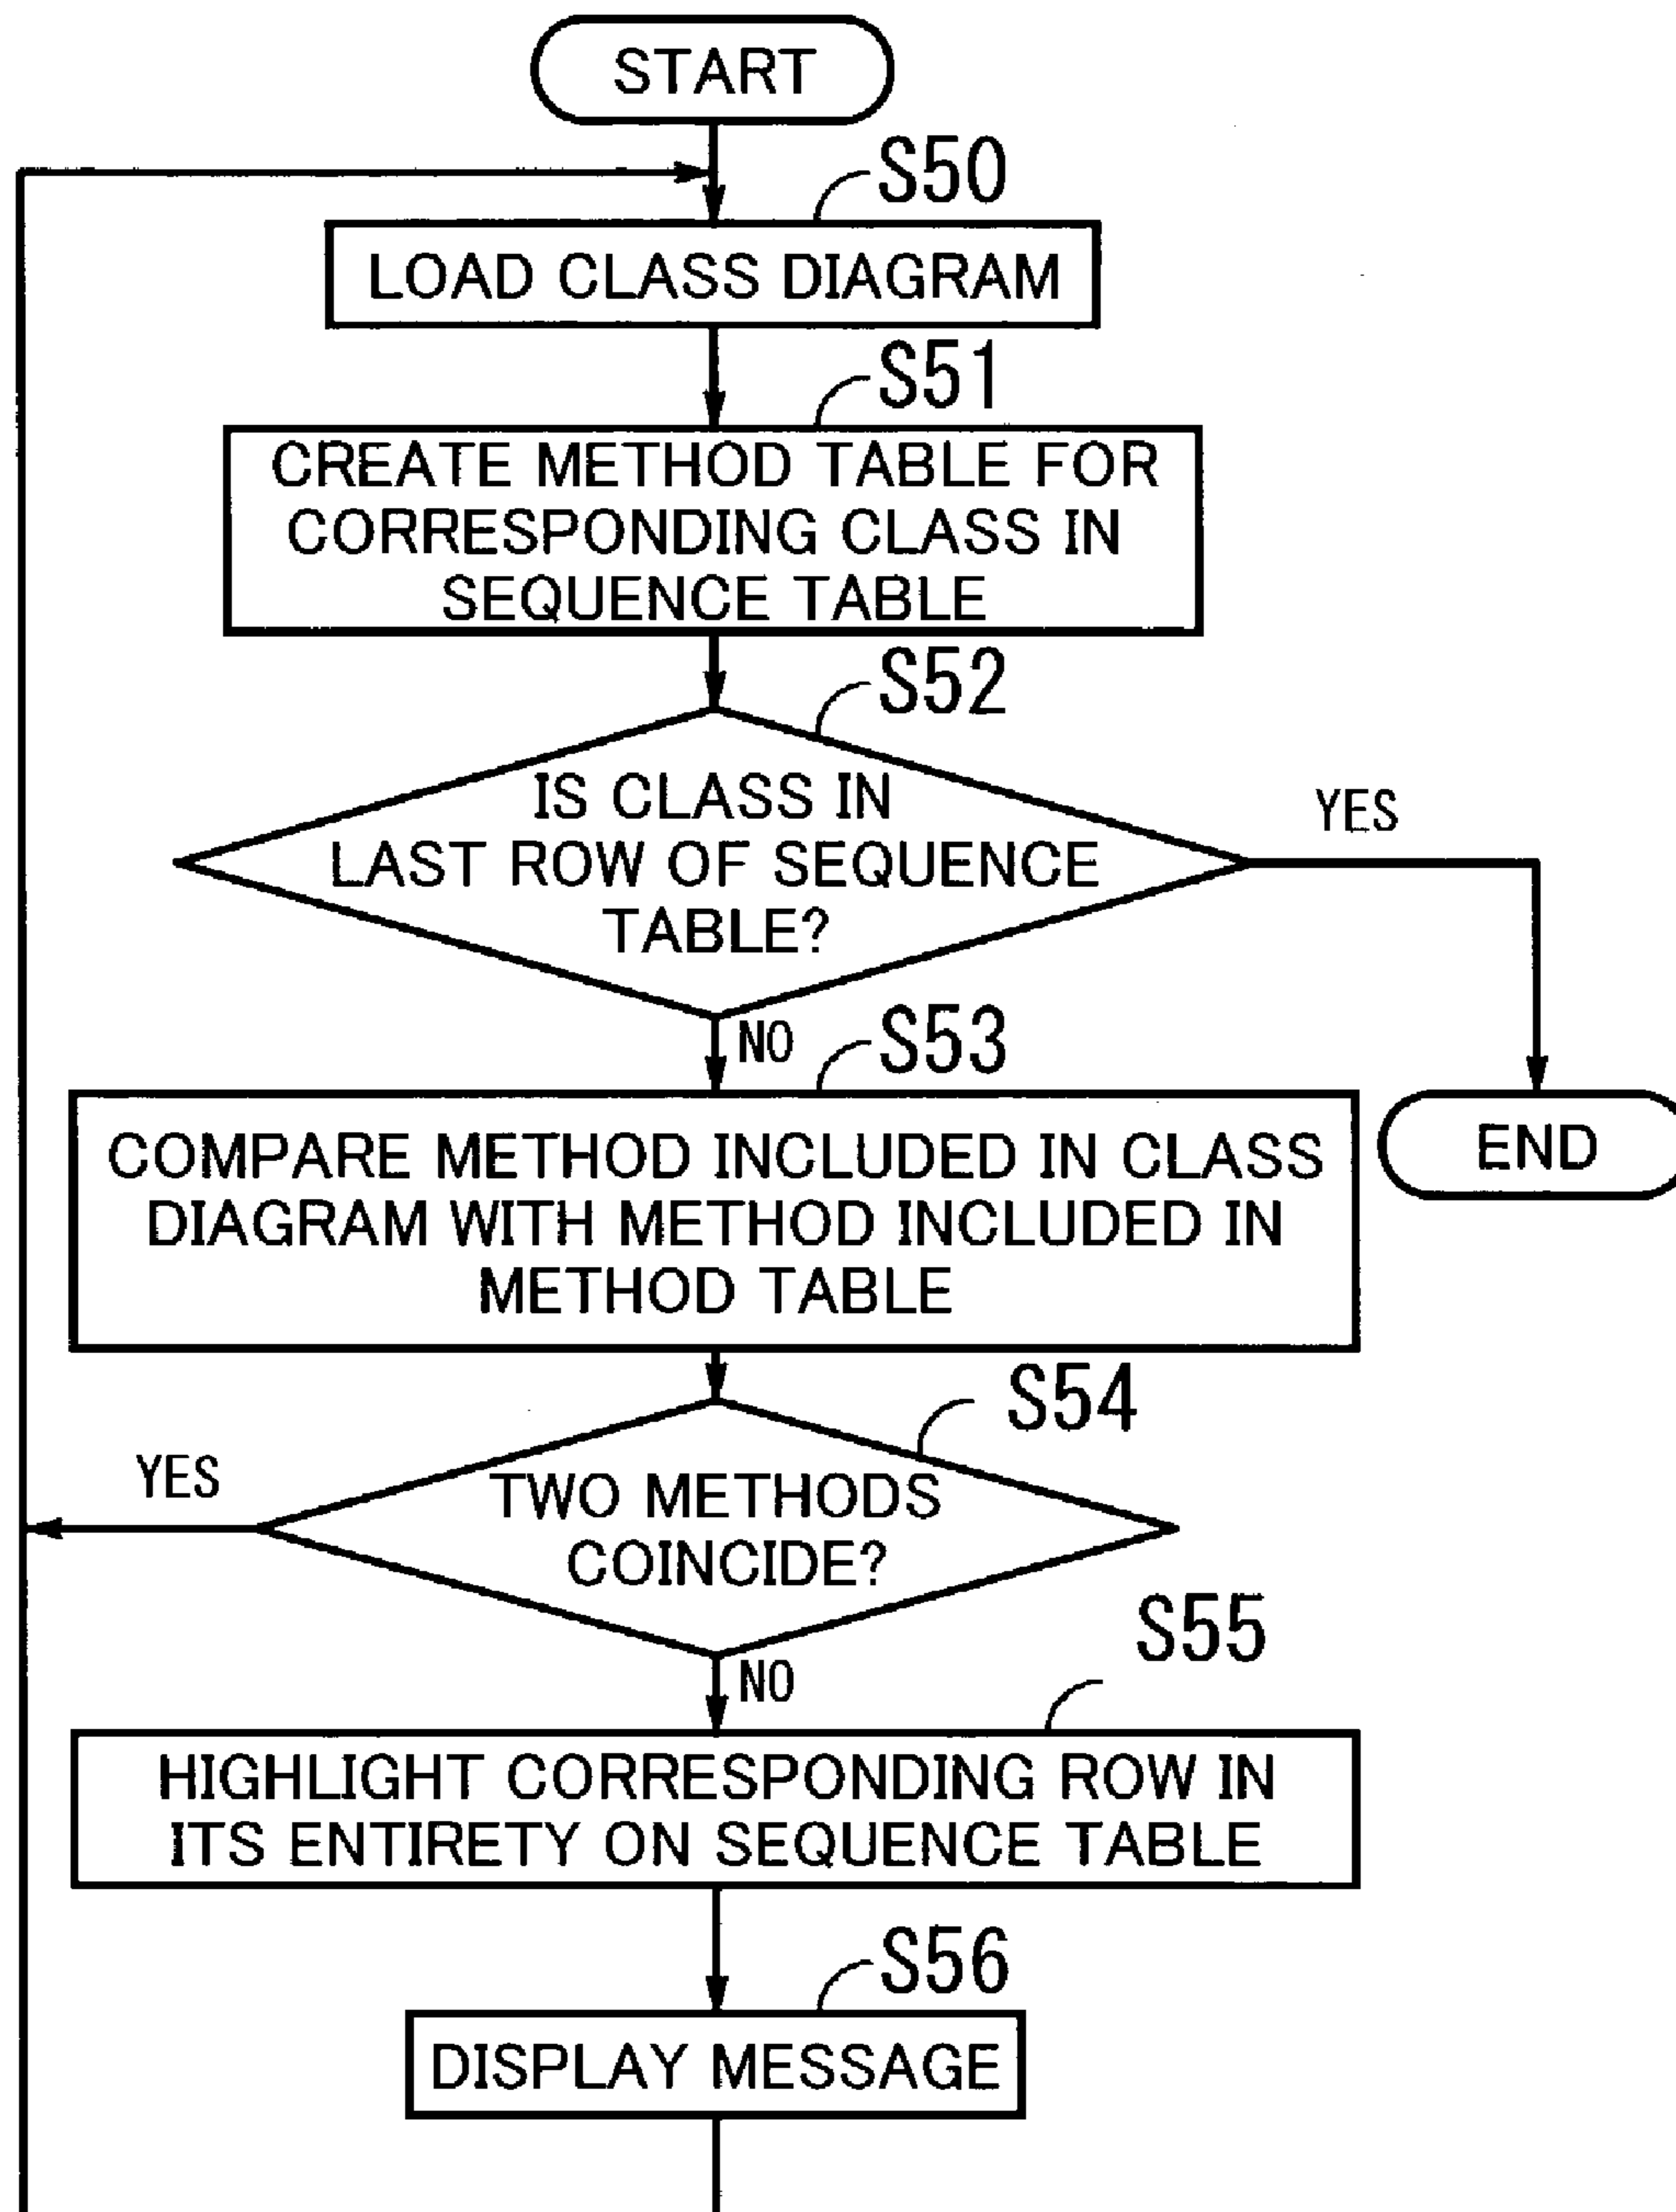 START
S50
LOAD CLASS DIAGRAM
S51
CREATE METHOD TABLE FOR
CORRESPONDING CLASS IN
SEQUENCE TABLE
S52
IS CLASS IN
LAST ROW OF SEQUENCE
TABLE?
YES
NO
S53
COMPARE METHOD INCLUDED IN CLASS
DIAGRAM WITH METHOD INCLUDED IN
METHOD TABLE
END
S54
YES
TWO METHODS
COINCIDE?
NO
S55
HIGHLIGHT CORRESPONDING ROW IN
ITS ENTIRETY ON SEQUENCE TABLE
S56
DISPLAY MESSAGE